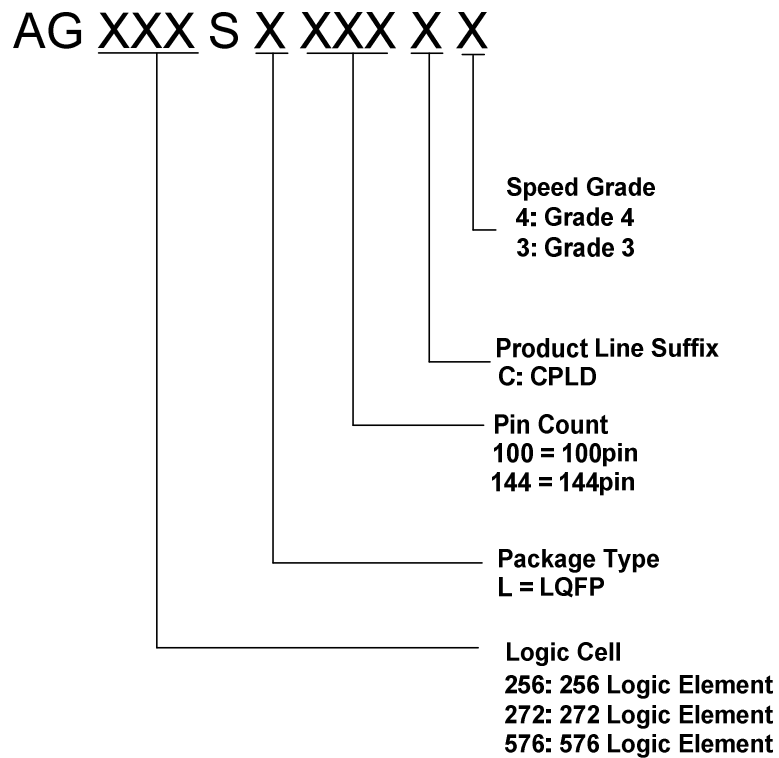 AG XXX S X XXX X X
Speed Grade
4: Grade 4
3: Grade 3
Product Line Suffix
C: CPLD
Pin Count
100 = 100pin
144 = 144pin
Package Type
L = LQFP
Logic Cell
256: 256 Logic Element
272: 272 Logic Element
576: 576 Logic Element